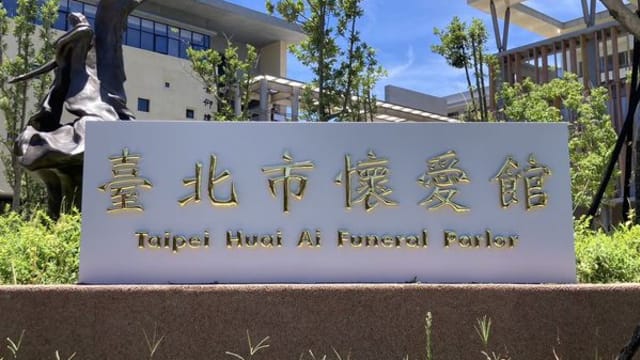 臺北市懷愛館
Taipei Huai Ai Funeral Parlor